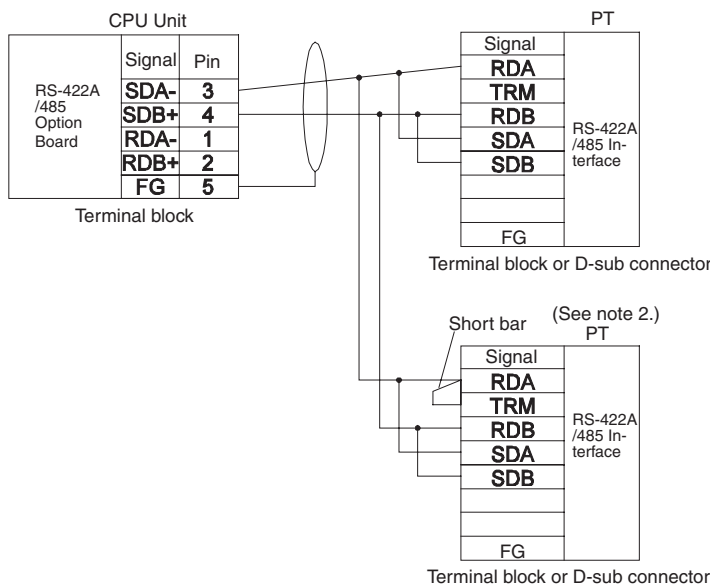 CPU Unit
RS-422A
/485
Option
Board
Signal Pin
SDA- 3
SDB+ 4
RDA- 1
RDB+ 2
FG 5
Terminal block
PT
Signal
RDA
TRM
RDB
SDA
SDB
FG
RS-422A
/485 In-
terface
Terminal block or D-sub connector
Short bar
(See note 2.)
PT
Signal
RDA
TRM
RDB
SDA
SDB
FG
RS-422A
/485 In-
terface
Terminal block or D-sub connector